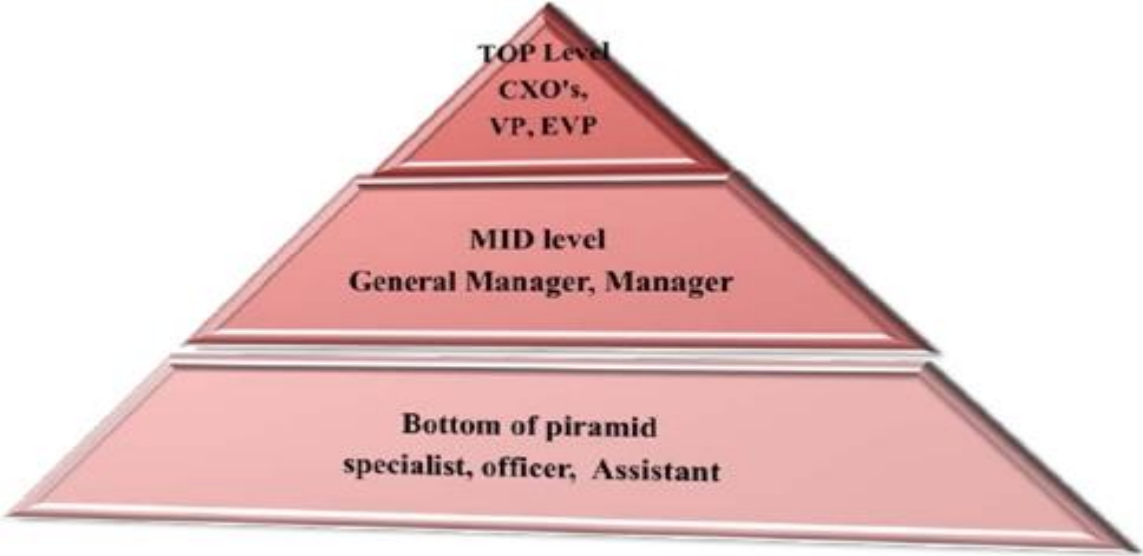 TOP Level
CXO's,
VP, EVP
MID level
General Manager, Manager
Bottom of piramid
specialist, officer, Assistant